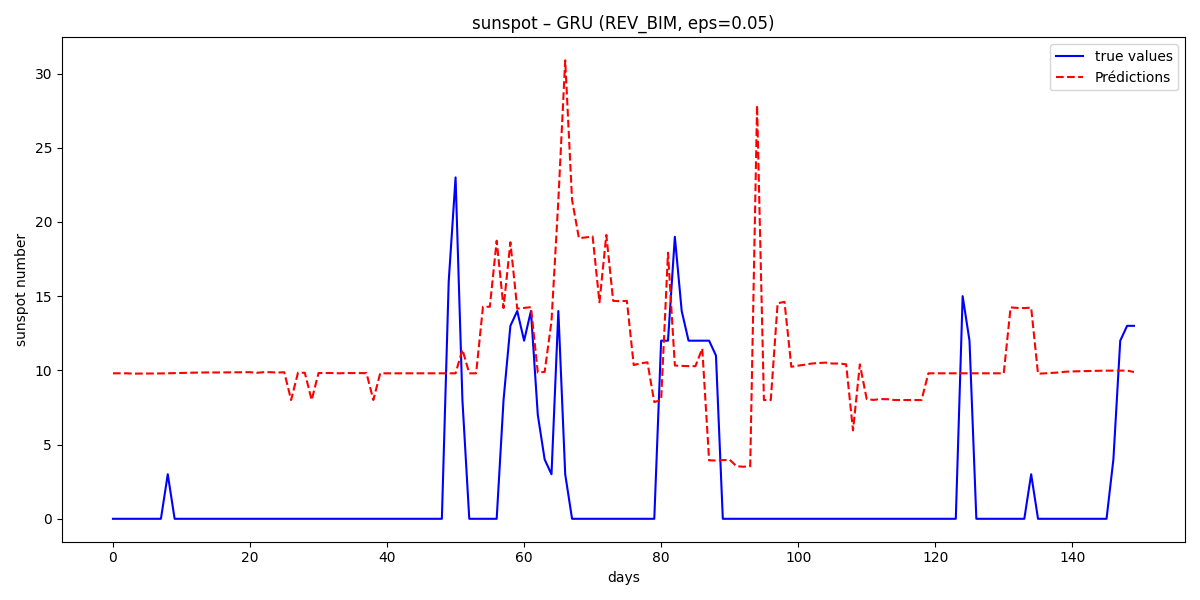 sunspot – GRU (REV_BIM, eps=0.05)
true values
Prédictions
sunspot number
30
25
20
15
10
5
0
0 20 40 60 80 100 120 140
days